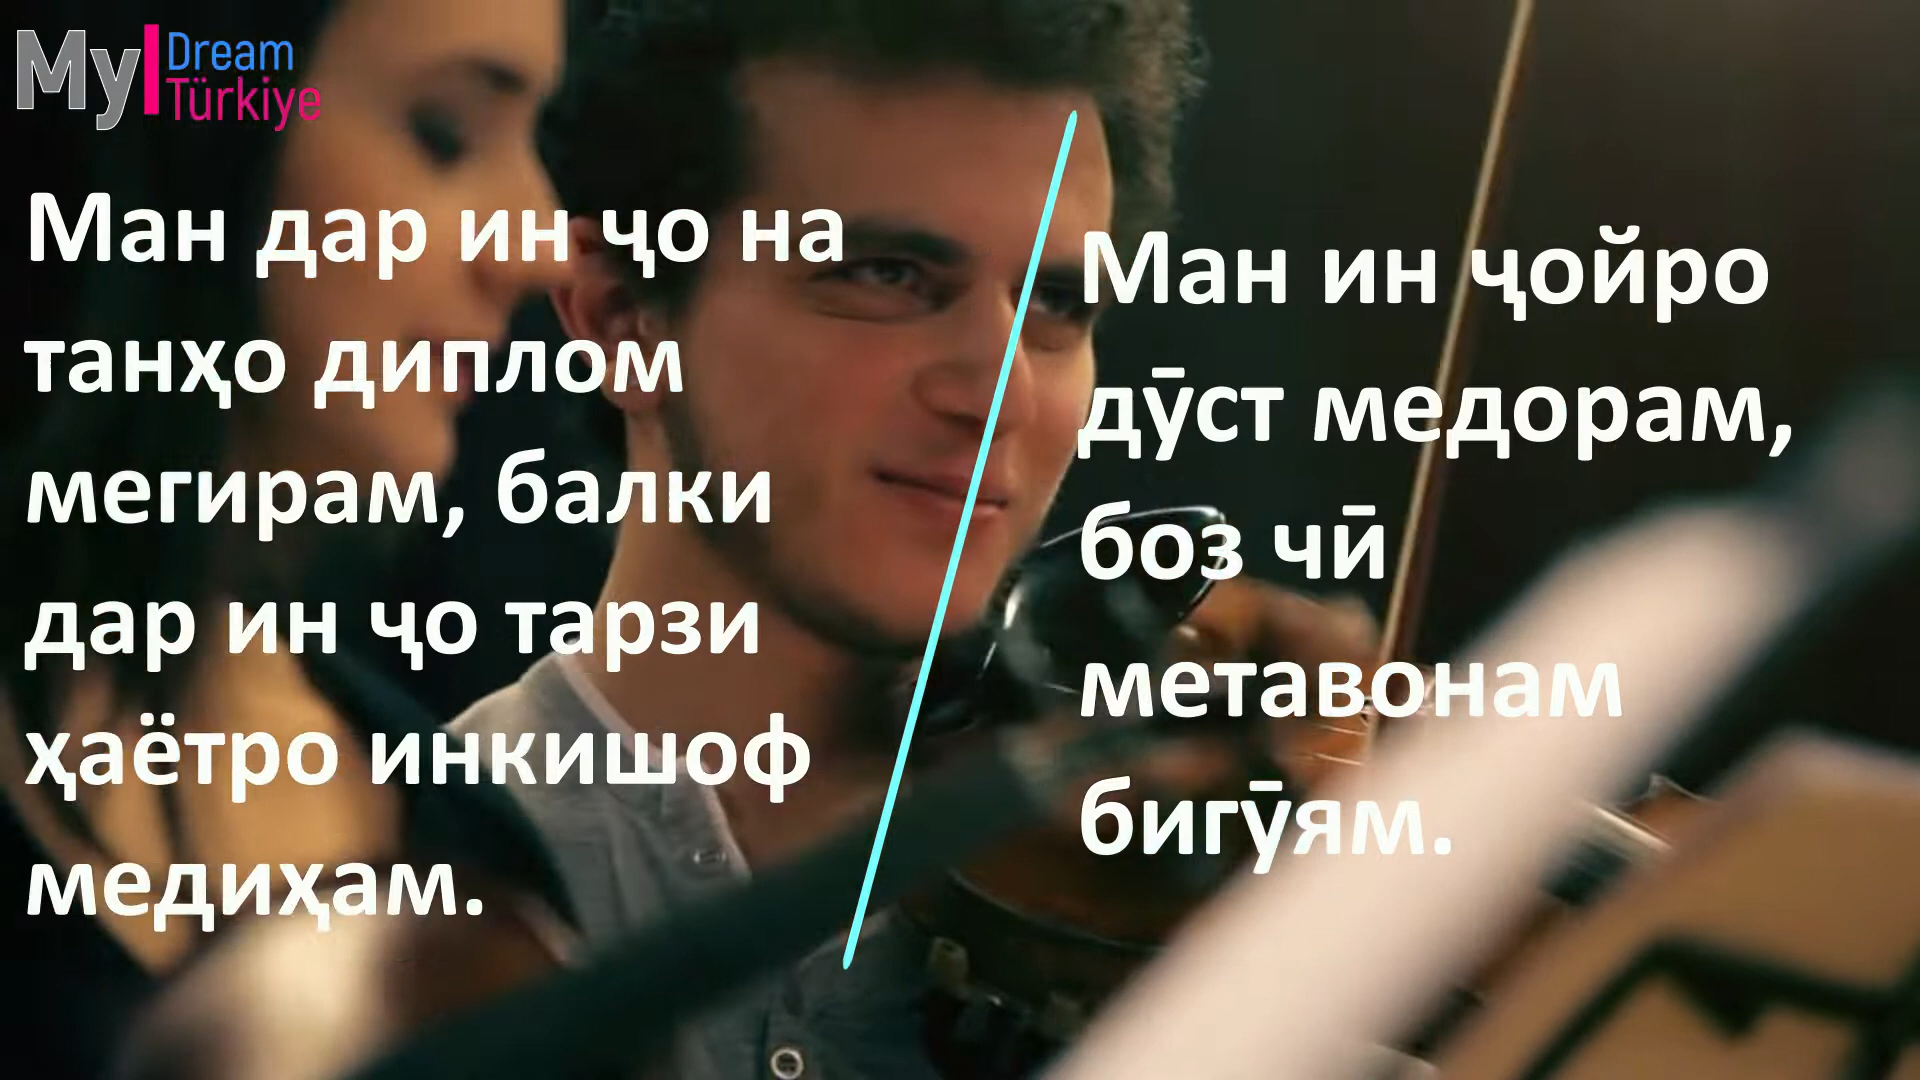 My Dream
Türkiye
Ман дар ин ҷо на
танҳо диплом
мегирам, балки
дар ин ҷо тарзи
ҳаётро инкишоф
медиҳам.
Ман ин ҷойро
дӯст медорам,
боз чӣ
метавонам
бигӯям.